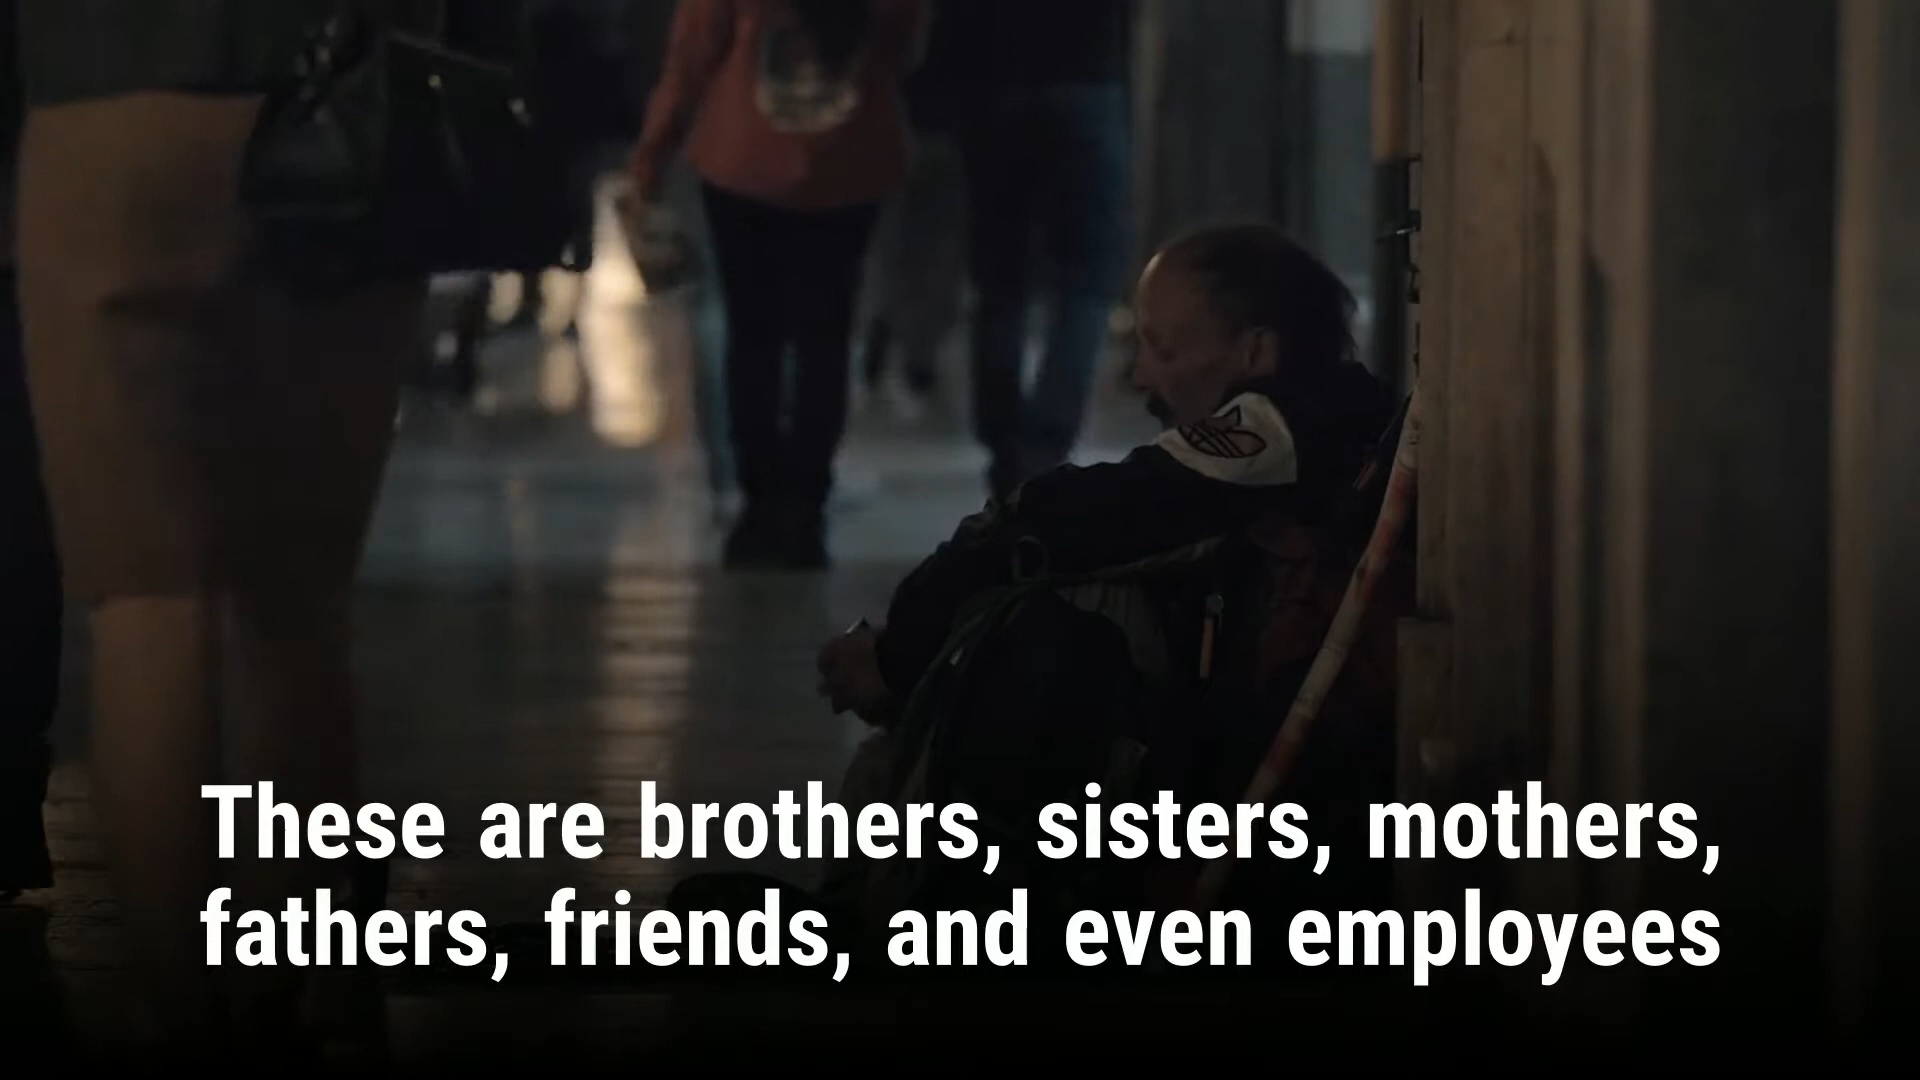 These are brothers, sisters, mothers,
fathers, friends, and even employees